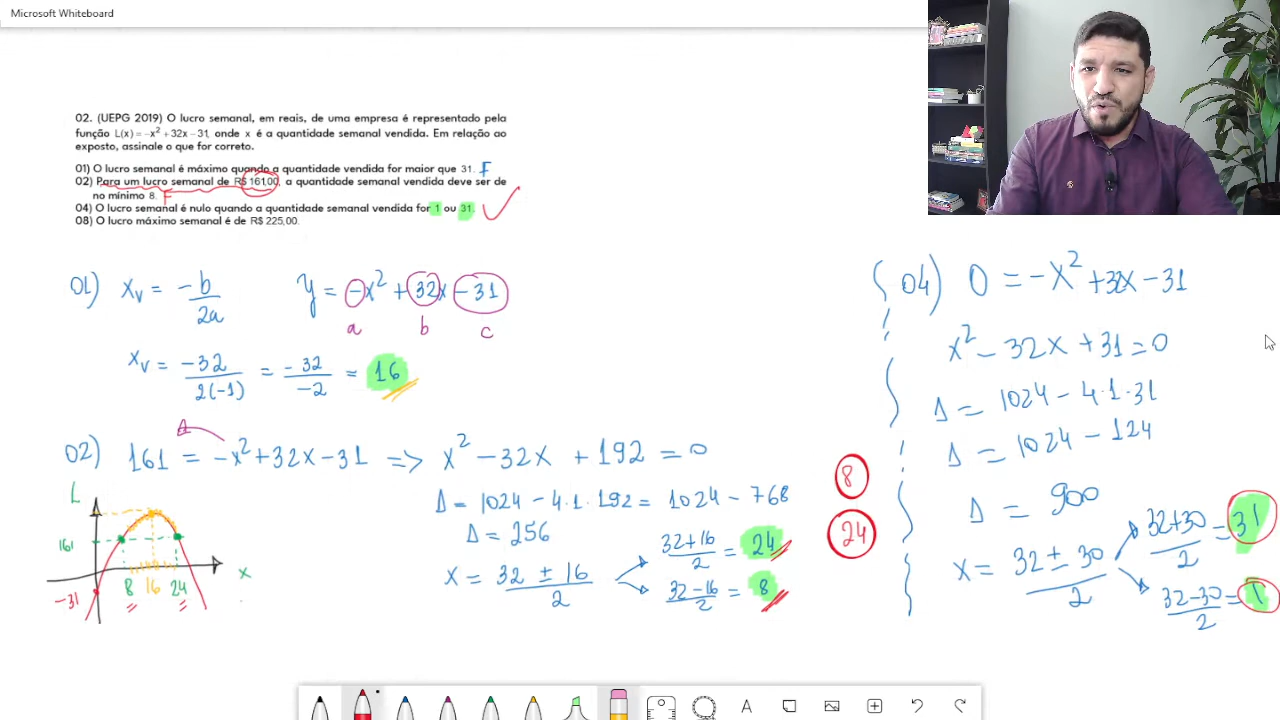 Microsoft Whiteboard
02. (UEPG 2019) O lucro semanal, em reais, de uma empresa é representado pela
função L(x) = –x² + 32x – 31, onde x é a quantidade semanal vendida. Em relação ao
exposto, assinale o que for correto.
01) O lucro semanal é máximo quando a quantidade vendida for maior que 31. F
02) Para um lucro semanal de R$ 161,00, a quantidade semanal vendida deve ser de
no mínimo 8. F
04) O lucro semanal é nulo quando a quantidade semanal vendida for 1 ou 31.
08) O lucro máximo semanal é de R$ 225,00.
01) Xv = -b/2a
y = -x² + 32x - 31
a b c
Xv = -32/2(-1) = -32/-2 = 16
02) 161 = -x² + 32x - 31 => x² - 32x + 192 = 0
Δ = 1024 - 4·1·192 = 1024 - 768
Δ = 256
x = 32 ± 16/2
32+16/2 = 24
32-16/2 = 8
8
24
L
161
-31
8 16 24
x
04) 0 = -x² + 32x - 31
x² - 32x + 31 = 0
Δ = 1024 - 4·1·31
Δ = 1024 - 124
Δ = 900
x = 32 ± 30/2
32+30/2 = 31
32-30/2 = 1